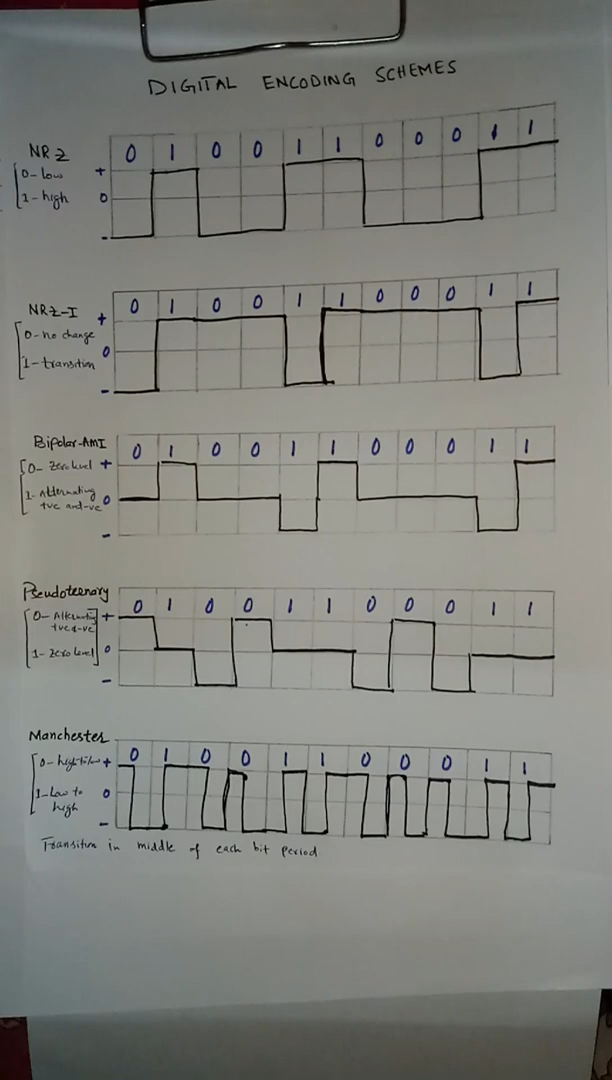 DIGITAL ENCODING SCHEMES
NRZ 0 1 0 0 1 1 0 0 0 1 1
0-low +
1-high 0
-
NRZ-I 0 1 0 0 1 1 0 0 0 1 1
+
0-no change 0
1-transition
-
Bipolar-AMI 0 1 0 0 1 1 0 0 0 1 1
0- Zero level +
1- Alternating 0
+ve and -ve
-
Pseudoteenary 0 1 0 0 1 1 0 0 0 1 1
0- Alternating +
+ve & -ve
1- Zero level 0
-
Manchester 0 1 0 0 1 1 0 0 0 1 1
0-high to low +
1-low to 0
high
-
Transition in middle of each bit period